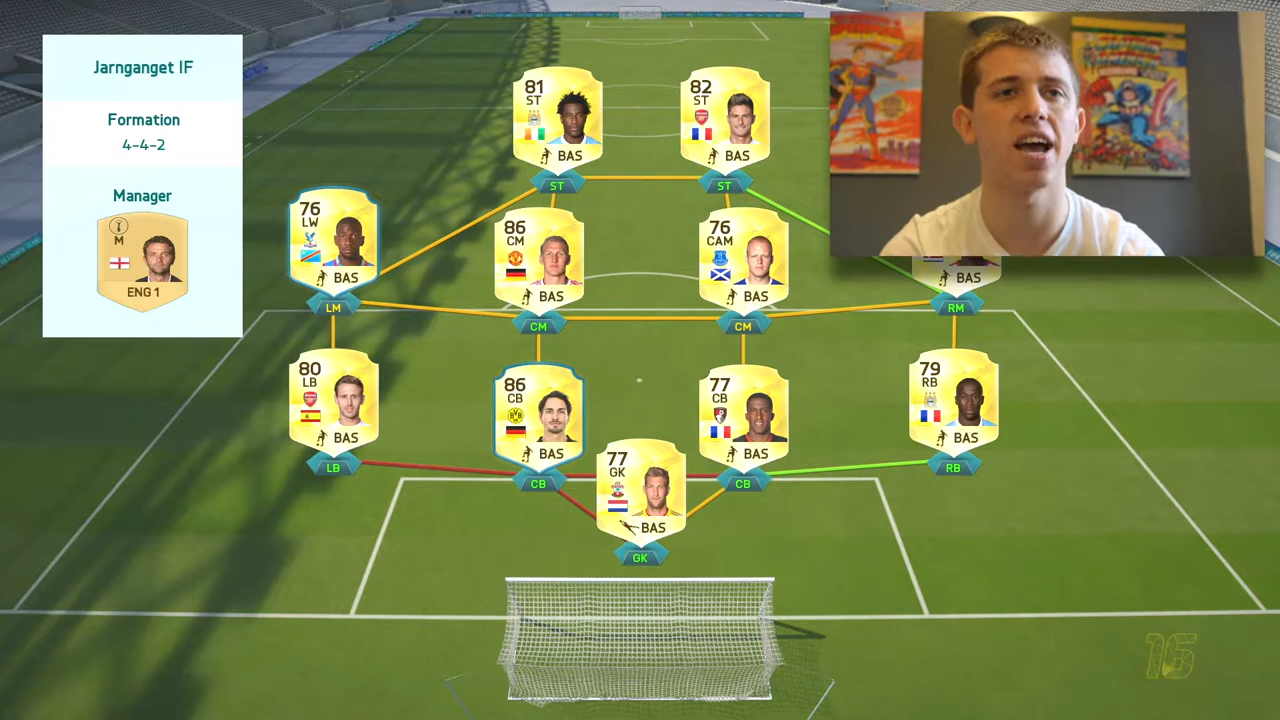 Jarnganget IF
Formation
4-4-2
Manager
M
ENG 1
81
ST
BAS
ST
82
ST
BAS
ST
76
LW
BAS
LM
86
CM
BAS
CM
76
CAM
BAS
CM
BAS
RM
80
LB
BAS
LB
86
CB
BVB
BAS
CB
77
CB
BAS
CB
79
RB
BAS
RB
77
GK
BAS
GK
16